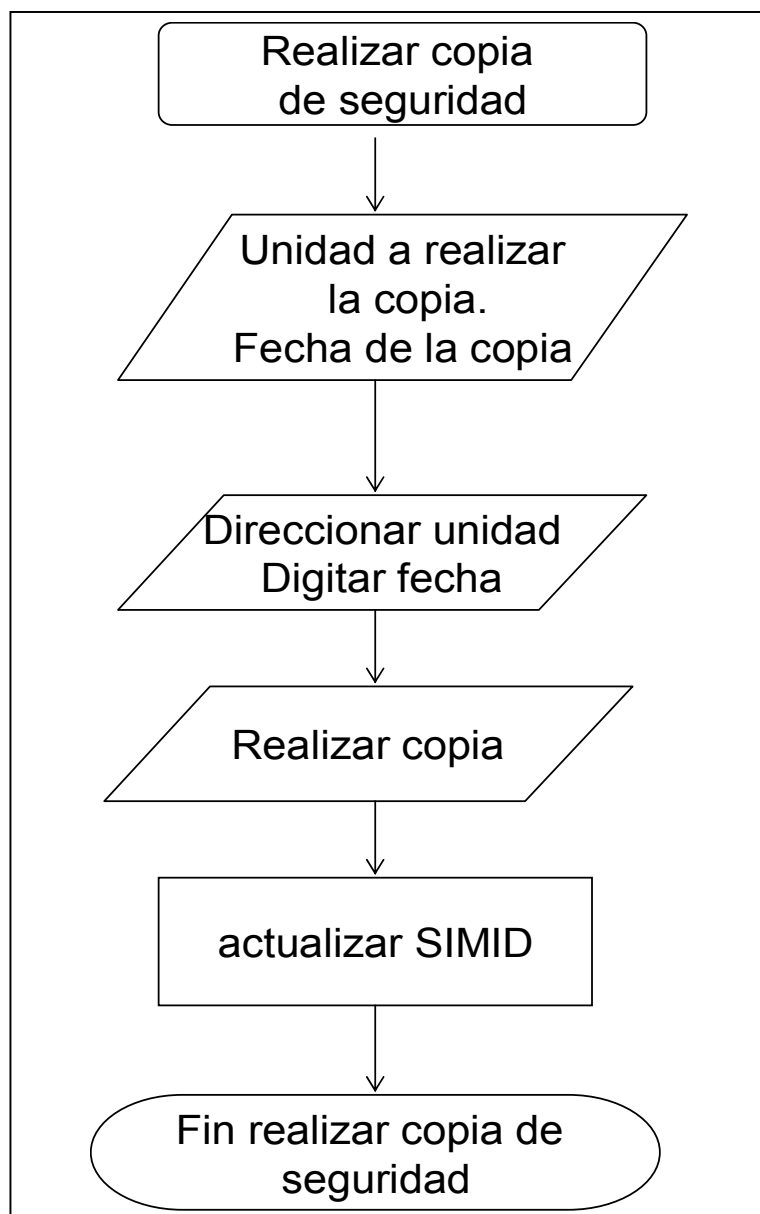 Realizar copia
de seguridad
Unidad a realizar
la copia.
Fecha de la copia
Direccionar unidad
Digitar fecha
Realizar copia
actualizar SIMID
Fin realizar copia de
seguridad